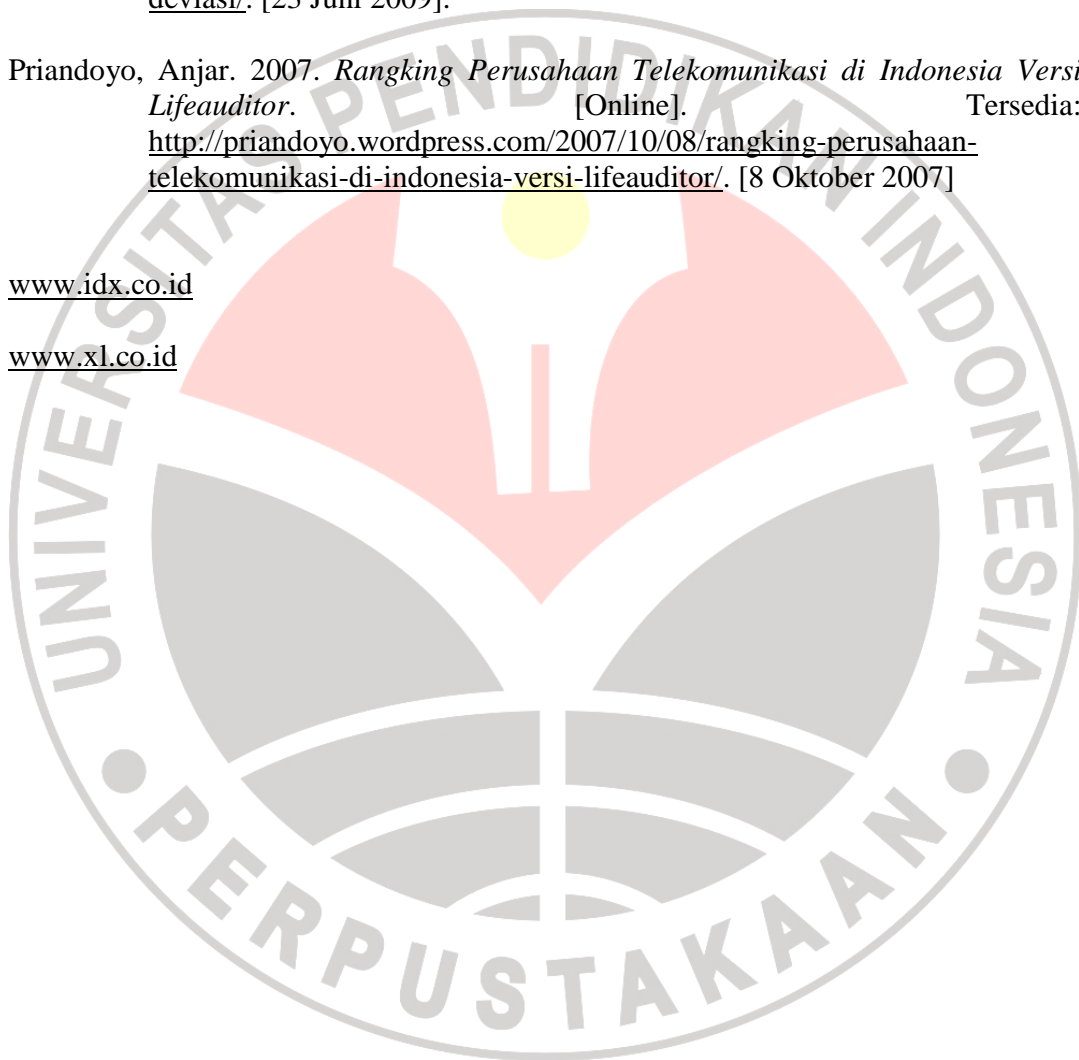 deviasi/. [23 Juni 2009].
Priandoyo, Anjar. 2007. Rangking Perusahaan Telekomunikasi di Indonesia Versi
Lifeauditor. [Online]. Tersedia:
http://priandoyo.wordpress.com/2007/10/08/rangking-perusahaan-
telekomunikasi-di-indonesia-versi-lifeauditor/. [8 Oktober 2007]
www.idx.co.id
www.xl.co.id
UNIVERSITAS PENDIDIKAN INDONESIA
PERPUSTAKAAN